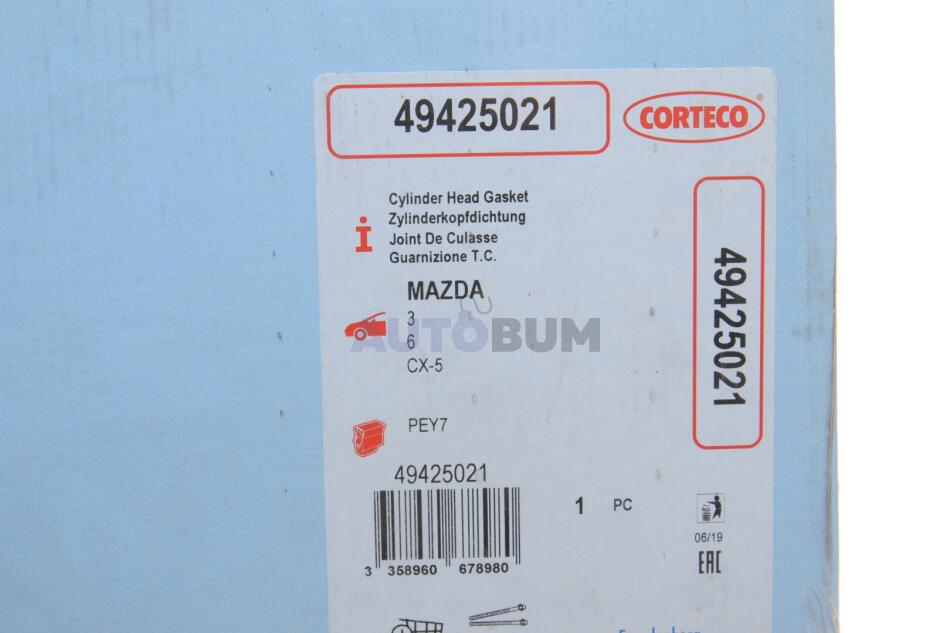 49425021
CORTECO®
Cylinder Head Gasket
Zylinderkopfdichtung
Joint De Culasse
Guarnizione T.C.
49425021
MAZDA
3
6
CX-5
AUTOBUM
PEY7
49425021
1 PC
3 358960 678980
06/19
EAC